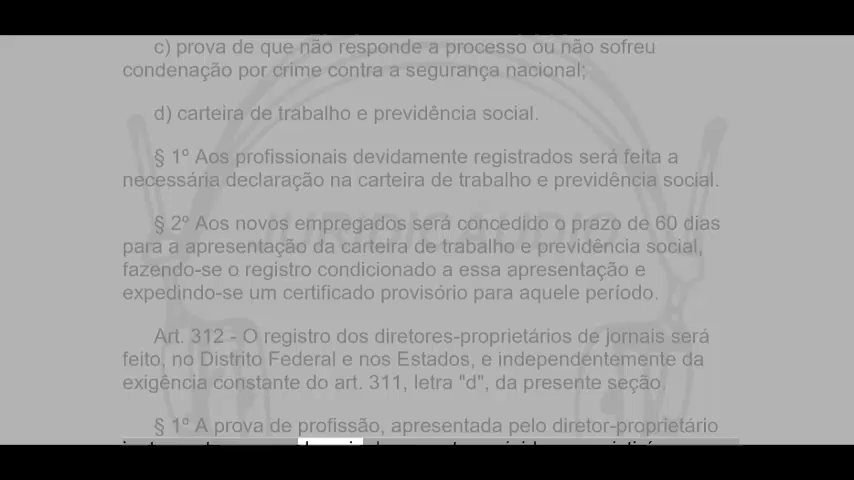 c) prova de que não responde a processo ou não sofreu
condenação por crime contra a segurança nacional;
d) carteira de trabalho e previdência social.
§ 1º Aos profissionais devidamente registrados será feita a
necessária declaração na carteira de trabalho e previdência social.
§ 2º Aos novos empregados será concedido o prazo de 60 dias
para a apresentação da carteira de trabalho e previdência social,
fazendo-se o registro condicionado a essa apresentação e
expedindo-se um certificado provisório para aquele período.
Art. 312 - O registro dos diretores-proprietários de jornais será
feito, no Distrito Federal e nos Estados, e independentemente da
exigência constante do art. 311, letra "d", da presente seção.
§ 1º A prova de profissão, apresentada pelo diretor-proprietário